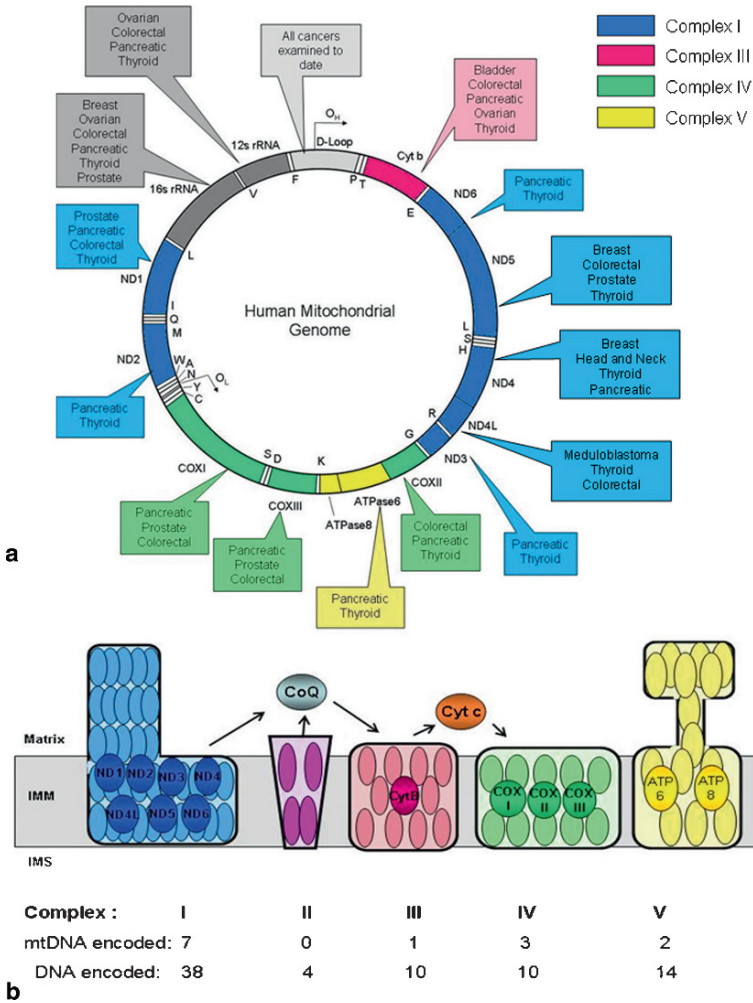 Ovarian
Colorectal
Pancreatic
Thyroid
All cancers
examined to
date
Complex I
Complex III
Complex IV
Complex V
Bladder
Colorectal
Pancreatic
Ovarian
Thyroid
Breast
Ovarian
Colorectal
Pancreatic
Thyroid
Prostate
O_H
D-Loop
12s rRNA
16s rRNA
V
F
P T
Cyt b
E
ND6
Pancreatic
Thyroid
Prostate
Pancreatic
Colorectal
Thyroid
L
ND1
I
Q
M
ND2
ND5
Breast
Colorectal
Prostate
Thyroid
Human Mitochondrial
Genome
L
S
H
Breast
Head and Neck
Thyroid
Pancreatic
ND4
W A
N
Y
C
O_L
Pancreatic
Thyroid
R
ND4L
G
ND3
Meduloblastoma
Thyroid
Colorectal
COXI
S D
K
COXIII
ATPase8
ATPase6
COXII
Pancreatic
Prostate
Colorectal
Pancreatic
Prostate
Colorectal
Pancreatic
Thyroid
Colorectal
Pancreatic
Thyroid
Pancreatic
Thyroid
a
Matrix
IMM
IMS
ND1 ND2 ND3 ND4
ND4L ND5 ND6
CoQ
CytB
Cyt c
COX I
COX II
COX III
ATP 6
ATP 8
Complex : I II III IV V
mtDNA encoded: 7 0 1 3 2
DNA encoded: 38 4 10 10 14
b